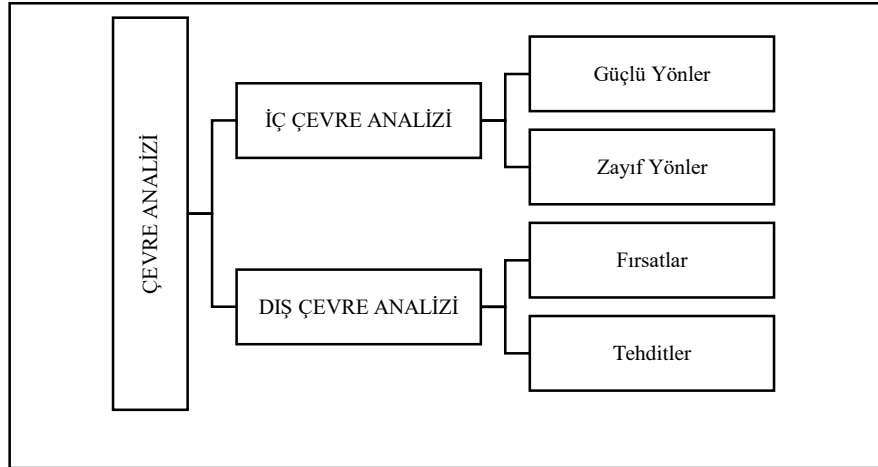 ÇEVRE ANALİZİ
İÇ ÇEVRE ANALİZİ
Güçlü Yönler
Zayıf Yönler
DIŞ ÇEVRE ANALİZİ
Fırsatlar
Tehditler